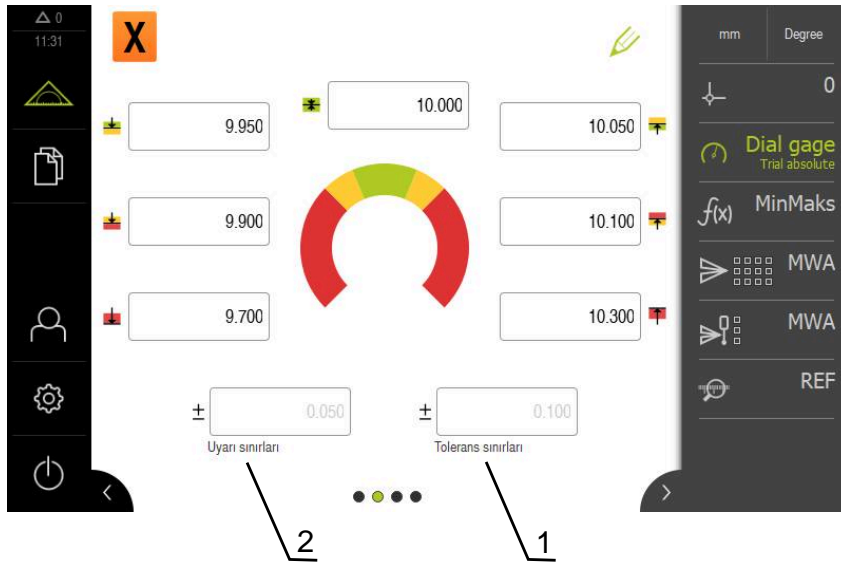 0
11:31
X
mm
Degree
10.000
9.950
10.050
0
Dial gage
Trial absolute
9.900
10.100
f(x)
MinMaks
MWA
9.700
10.300
MWA
REF
±
0.050
±
0.100
Uyarı sınırları
Tolerans sınırları
2
1